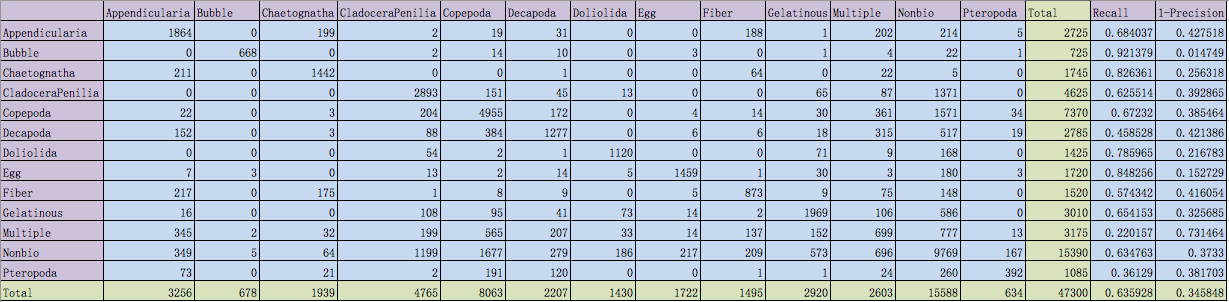 Appendicularia Bubble Chaetognatha CladoceraPenilia Copepoda Decapoda Doliolida Egg Fiber Gelatinous Multiple Nonbio Pteropoda Total Recall 1-Precision
Appendicularia 1864 0 199 2 19 31 0 0 188 1 202 214 5 2725 0.684037 0.427518
Bubble 0 668 0 2 14 10 0 3 0 1 4 22 1 725 0.921379 0.014749
Chaetognatha 211 0 1442 0 0 1 0 0 64 0 22 5 0 1745 0.826361 0.256318
CladoceraPenilia 0 0 0 2893 151 45 13 0 0 65 87 1371 0 4625 0.625514 0.392865
Copepoda 22 0 3 204 4955 172 0 4 14 30 361 1571 34 7370 0.67232 0.385464
Decapoda 152 0 3 88 384 1277 0 6 6 18 315 517 19 2785 0.458528 0.421386
Doliolida 0 0 0 54 2 1 1120 0 0 71 9 168 0 1425 0.785965 0.216783
Egg 7 3 0 13 2 14 5 1459 1 30 3 180 3 1720 0.848256 0.152729
Fiber 217 0 175 1 8 9 0 5 873 9 75 148 0 1520 0.574342 0.416054
Gelatinous 16 0 0 108 95 41 73 14 2 1969 106 586 0 3010 0.654153 0.325685
Multiple 345 2 32 199 565 207 33 14 137 152 699 777 13 3175 0.220157 0.731464
Nonbio 349 5 64 1199 1677 279 186 217 209 573 696 9769 167 15390 0.634763 0.3733
Pteropoda 73 0 21 2 191 120 0 0 1 1 24 260 392 1085 0.36129 0.381703
Total 3256 678 1939 4765 8063 2207 1430 1722 1495 2920 2603 15588 634 47300 0.635928 0.345848